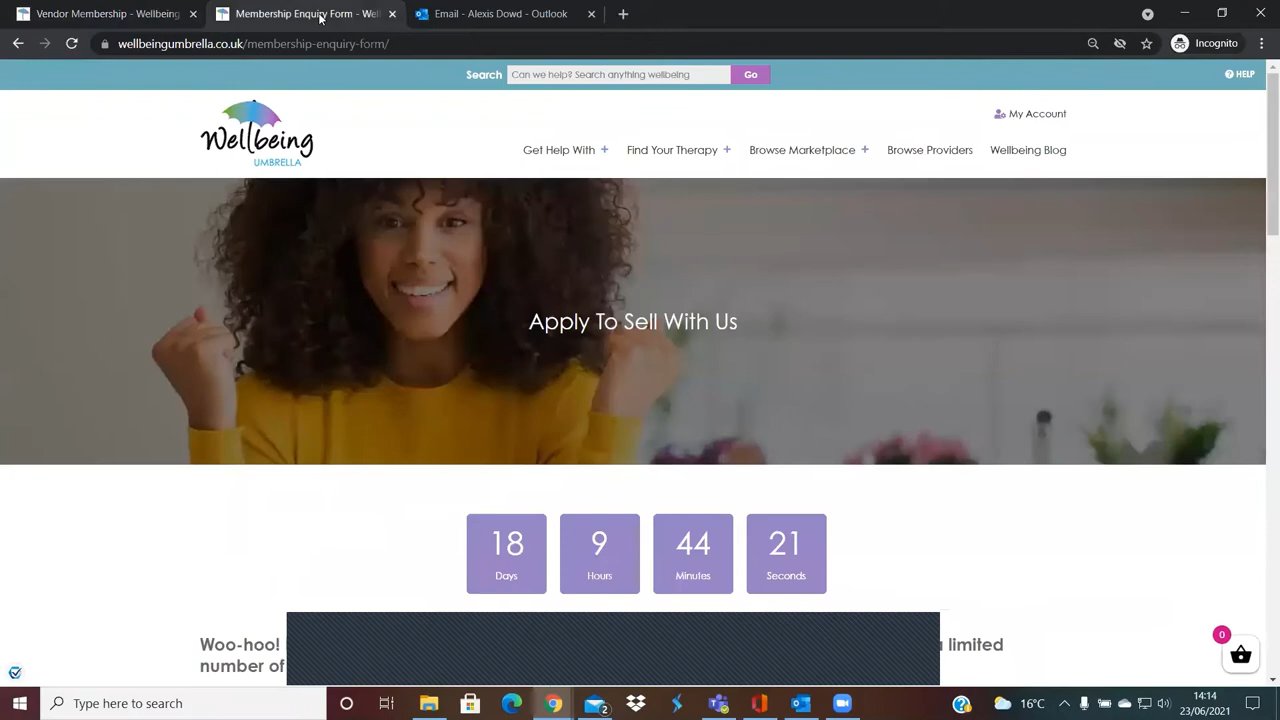 Vendor Membership - Wellbeing
Membership Enquiry Form - Well
Email - Alexis Down - Outlook
wellbeingumbrella.co.uk/membership-enquiry-form/
Incognito
Search Can we help? Search anything wellbeing Go
HELP
Wellbeing
UMBRELLA
My Account
Get Help With + Find Your Therapy + Browse Marketplace + Browse Providers Wellbeing Blog
Apply To Sell With Us
18 9 44 21
Days Hours Minutes Seconds
0
Woo-hoo! limited
number of
Type here to search
2
16°C
14:14
23/06/2021